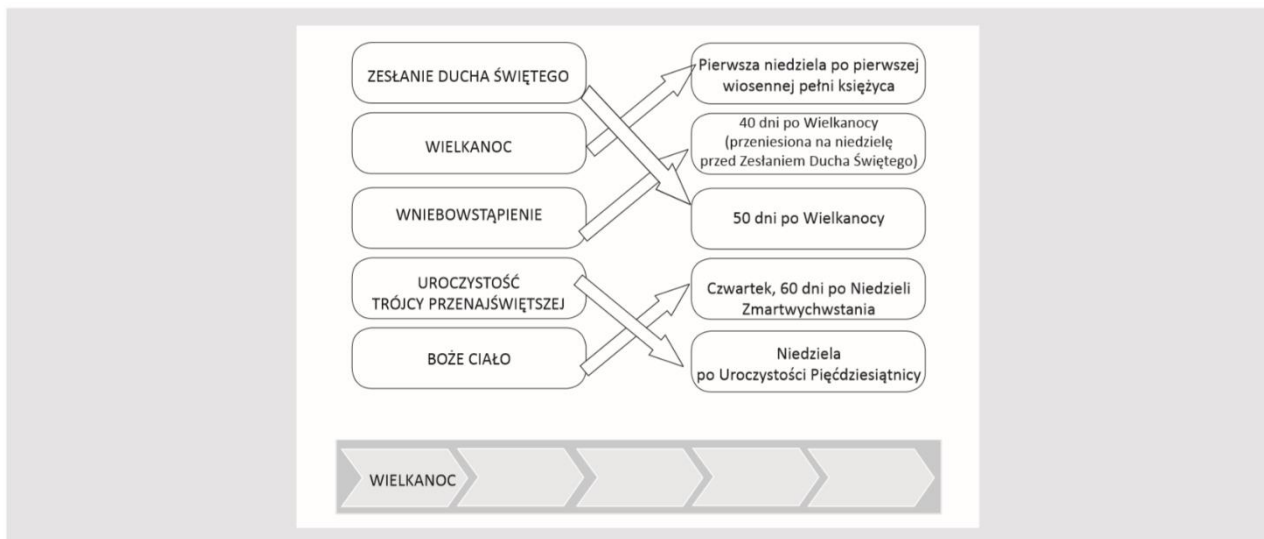 ZESŁANIE DUCHA ŚWIĘTEGO
WIELKANOC
WNIEBOWSTĄPIENIE
UROCZYSTOŚĆ
TRÓJCY PRZENAJŚWIĘTSZEJ
BOŻE CIAŁO
Pierwsza niedziela po pierwszej
wiosennej pełni księżyca
40 dni po Wielkanocy
(przeniesiona na niedzielę
przed Zesłaniem Ducha Świętego)
50 dni po Wielkanocy
Czwartek, 60 dni po Niedzieli
Zmartwychwstania
Niedziela
po Uroczystości Pięćdziesiątnicy
WIELKANOC